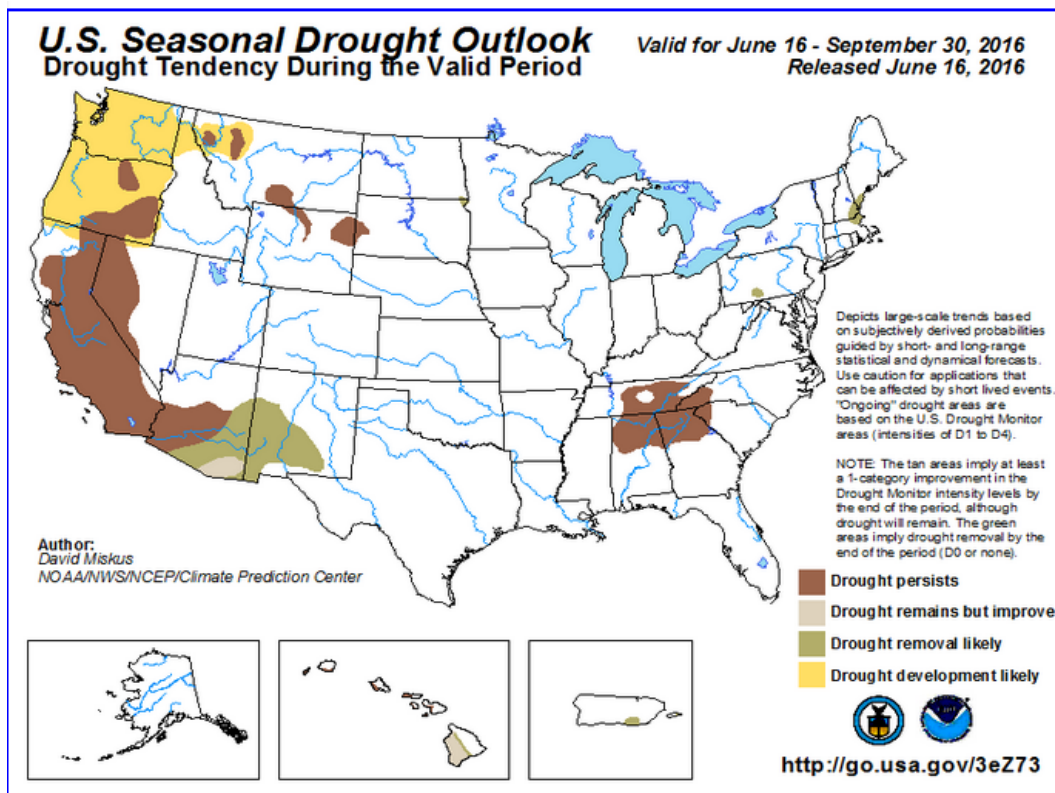 U.S. Seasonal Drought Outlook
Drought Tendency During the Valid Period
Valid for June 16 - September 30, 2016
Released June 16, 2016
Depicts large-scale trends based
on subjectively derived probabilities
guided by short- and long-range
statistical and dynamical forecasts.
Use caution for applications that
can be affected by short lived events.
"Ongoing" drought areas are
based on the U.S. Drought Monitor
areas (intensities of D1 to D4).
NOTE: The tan areas imply at least
a 1-category improvement in the
Drought Monitor intensity levels by
the end of the period, although
drought will remain. The green
areas imply drought removal by the
end of the period (D0 or none).
Author:
David Miskus
NOAA/NWS/NCEP/Climate Prediction Center
Drought persists
Drought remains but improve
Drought removal likely
Drought development likely
http://go.usa.gov/3eZ73